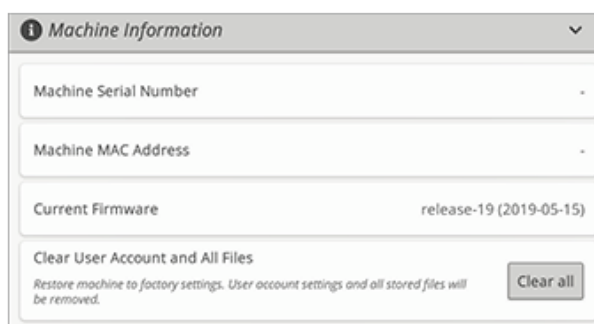 Machine Information
Machine Serial Number -
Machine MAC Address -
Current Firmware release-19 (2019-05-15)
Clear User Account and All Files
Restore machine to factory settings. User account settings and all stored files will
be removed.
Clear all